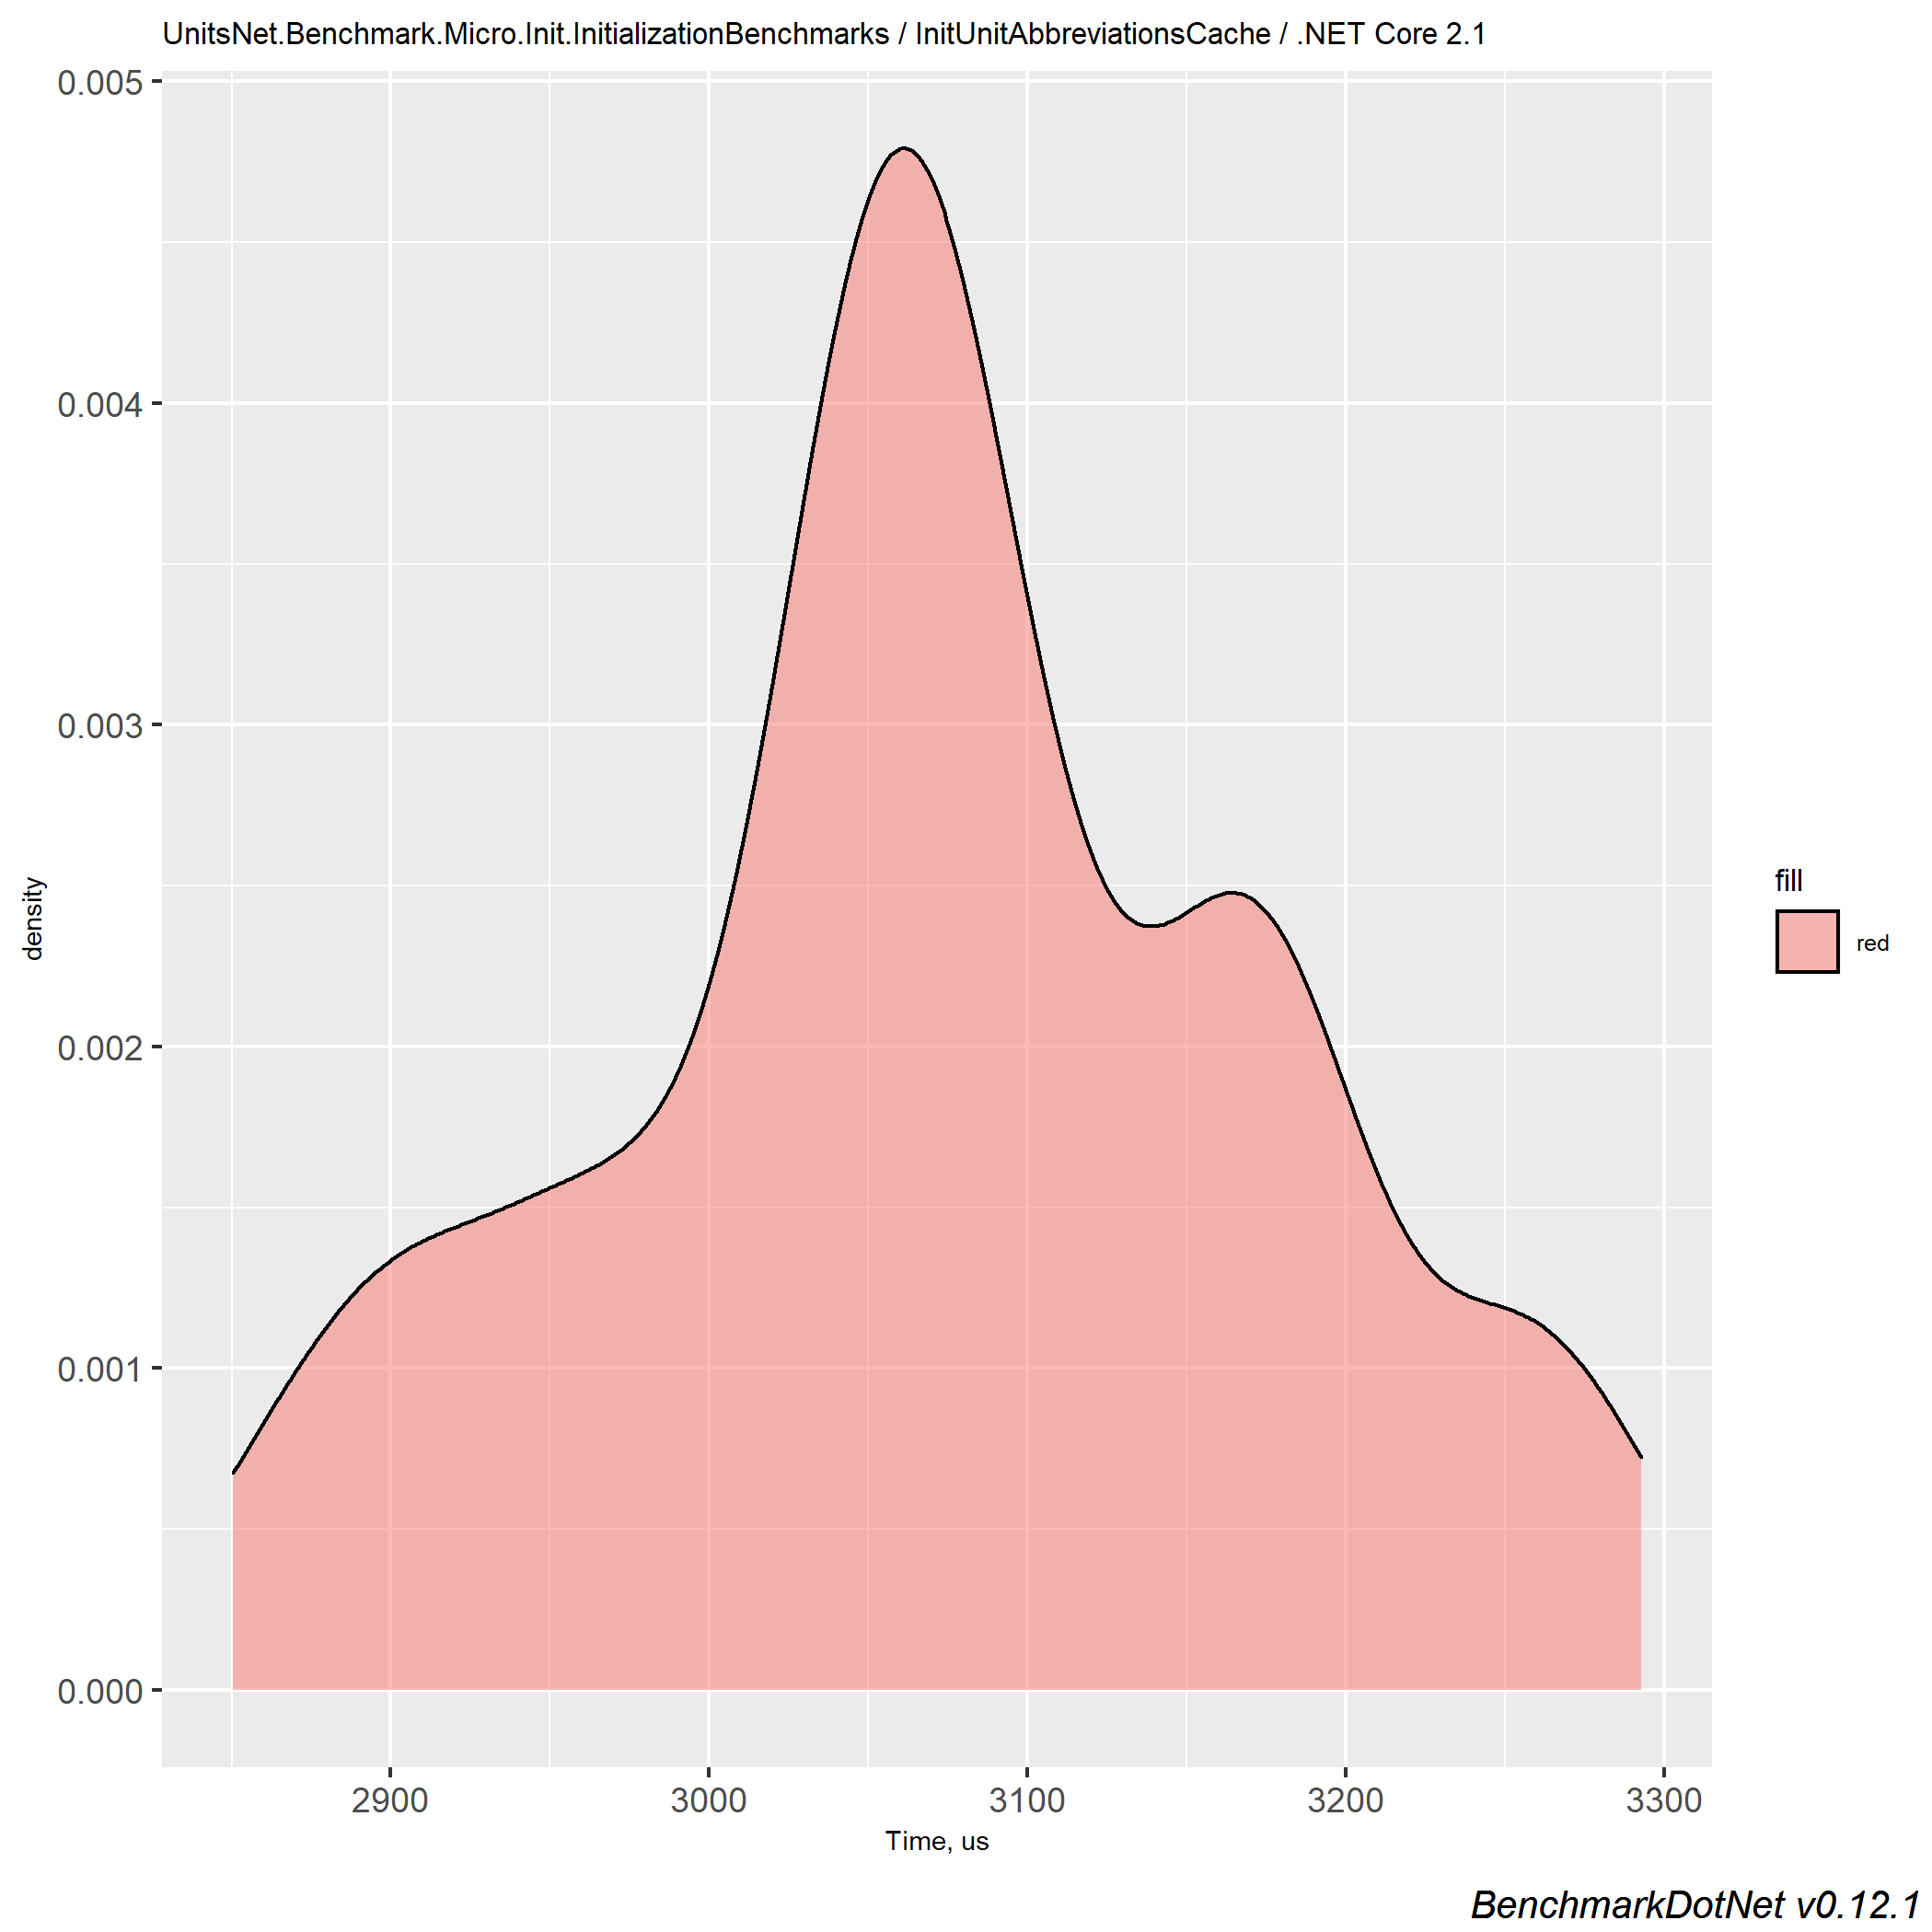 UnitsNet.Benchmark.Micro.Init.InitializationBenchmarks / InitUnitAbbreviationsCache / .NET Core 2.1
0.005
0.004
0.003
0.002
0.001
0.000
density
2900 3000 3100 3200 3300
Time, us
fill
red
BenchmarkDotNet v0.12.1